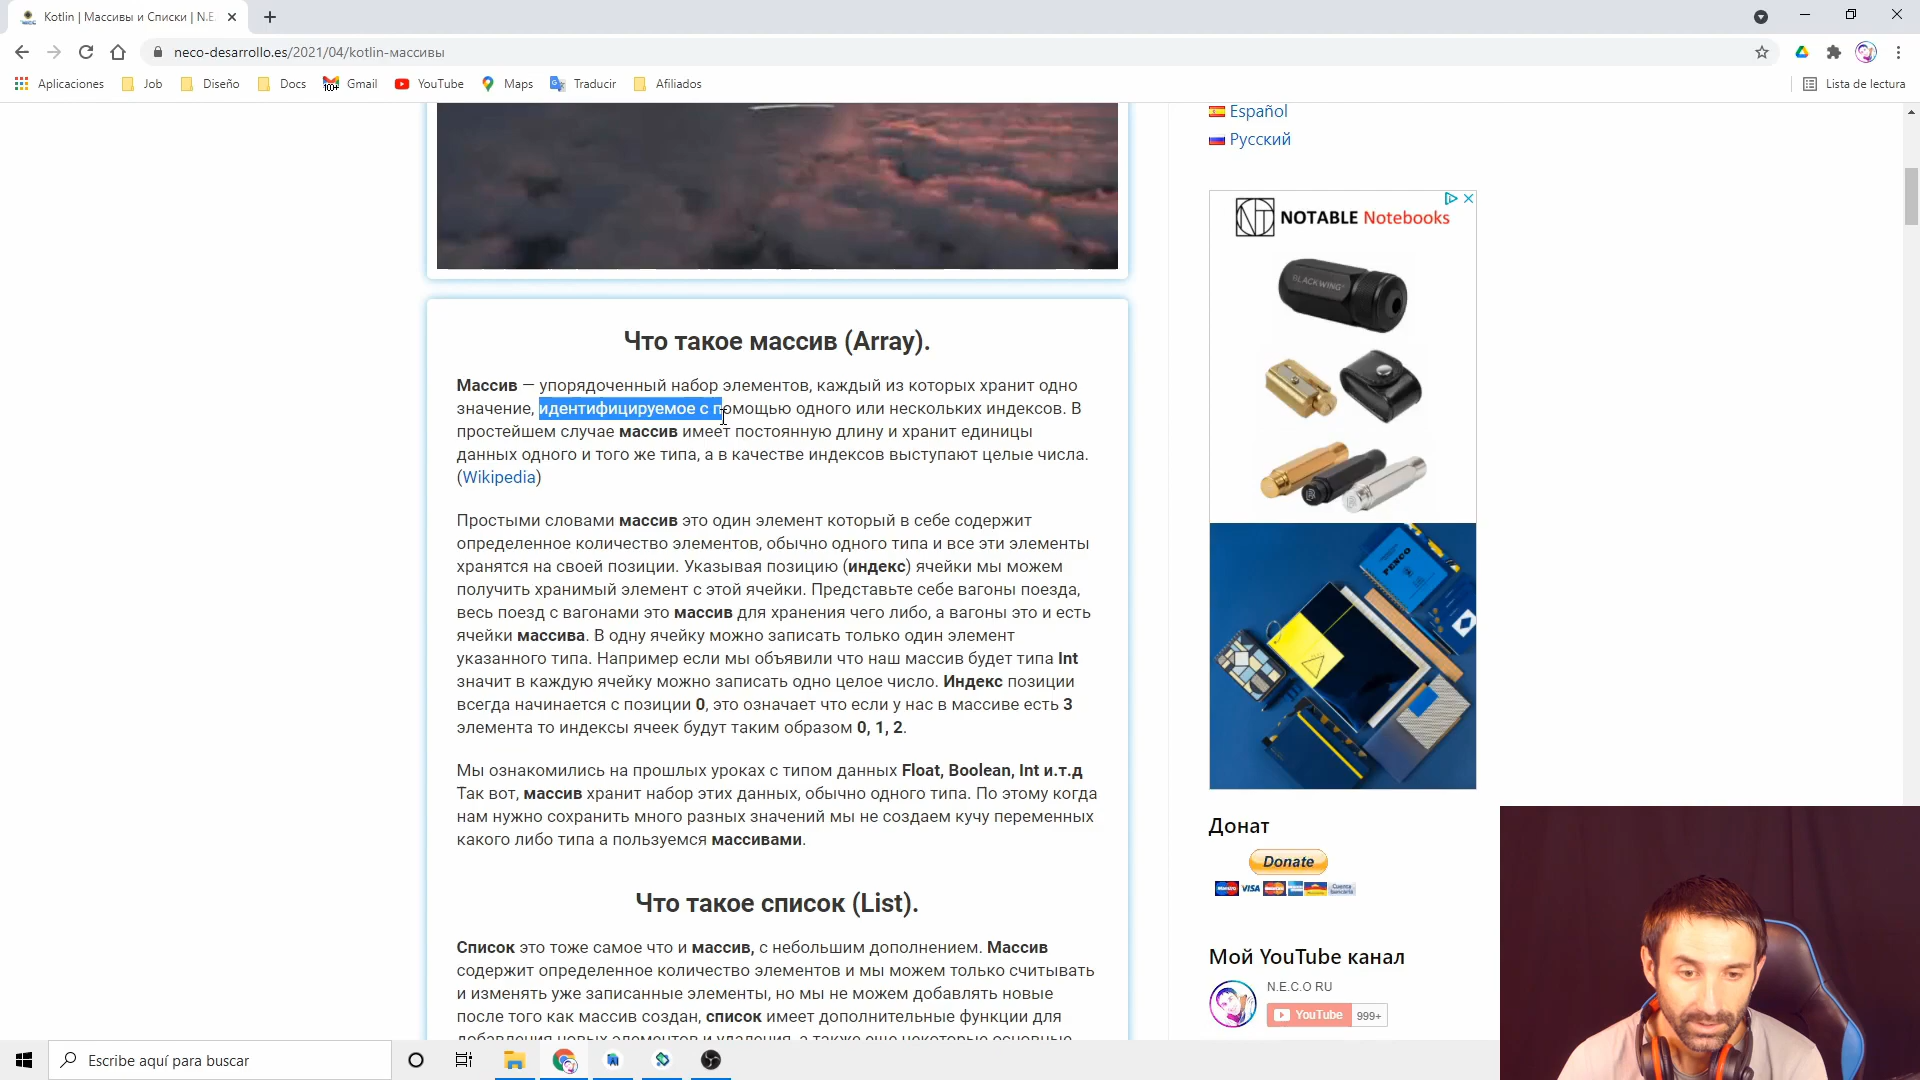 Kotlin | Массивы и Списки | N.E.
neco-desarrollo.es/2021/04/kotlin-массивы
Aplicaciones Job Diseño Docs Gmail YouTube Maps Traducir Afiliados Lista de lectura
Español
Русский
NOTABLE Notebooks
BLACKWING
PENCO
Что такое массив (Array).
Массив — упорядоченный набор элементов, каждый из которых хранит одно
значение, идентифицируемое с помощью одного или нескольких индексов. В
простейшем случае массив имеет постоянную длину и хранит единицы
данных одного и того же типа, а в качестве индексов выступают целые числа.
(Wikipedia)
Простыми словами массив это один элемент который в себе содержит
определенное количество элементов, обычно одного типа и все эти элементы
хранятся на своей позиции. Указывая позицию (индекс) ячейки мы можем
получить хранимый элемент с этой ячейки. Представьте себе вагоны поезда,
весь поезд с вагонами это массив для хранения чего либо, а вагоны это и есть
ячейки массива. В одну ячейку можно записать только один элемент
указанного типа. Например если мы объявили что наш массив будет типа Int
значит в каждую ячейку можно записать одно целое число. Индекс позиции
всегда начинается с позиции 0, это означает что если у нас в массиве есть 3
элемента то индексы ячеек будут таким образом 0, 1, 2.
Мы ознакомились на прошлых уроках с типом данных Float, Boolean, Int и.т.д
Так вот, массив хранит набор этих данных, обычно одного типа. По этому когда
нам нужно сохранить много разных значений мы не создаем кучу переменных
какого либо типа а пользуемся массивами.
Что такое список (List).
Список это тоже самое что и массив, с небольшим дополнением. Массив
содержит определенное количество элементов и мы можем только считывать
и изменять уже записанные элементы, но мы не можем добавлять новые
после того как массив создан, список имеет дополнительные функции для
добавления новых элементов и удаления, а также еще некоторые основные
Донат
Donate
VISA
Мой YouTube канал
N.E.C.O RU
YouTube 999+
Escribe aquí para buscar